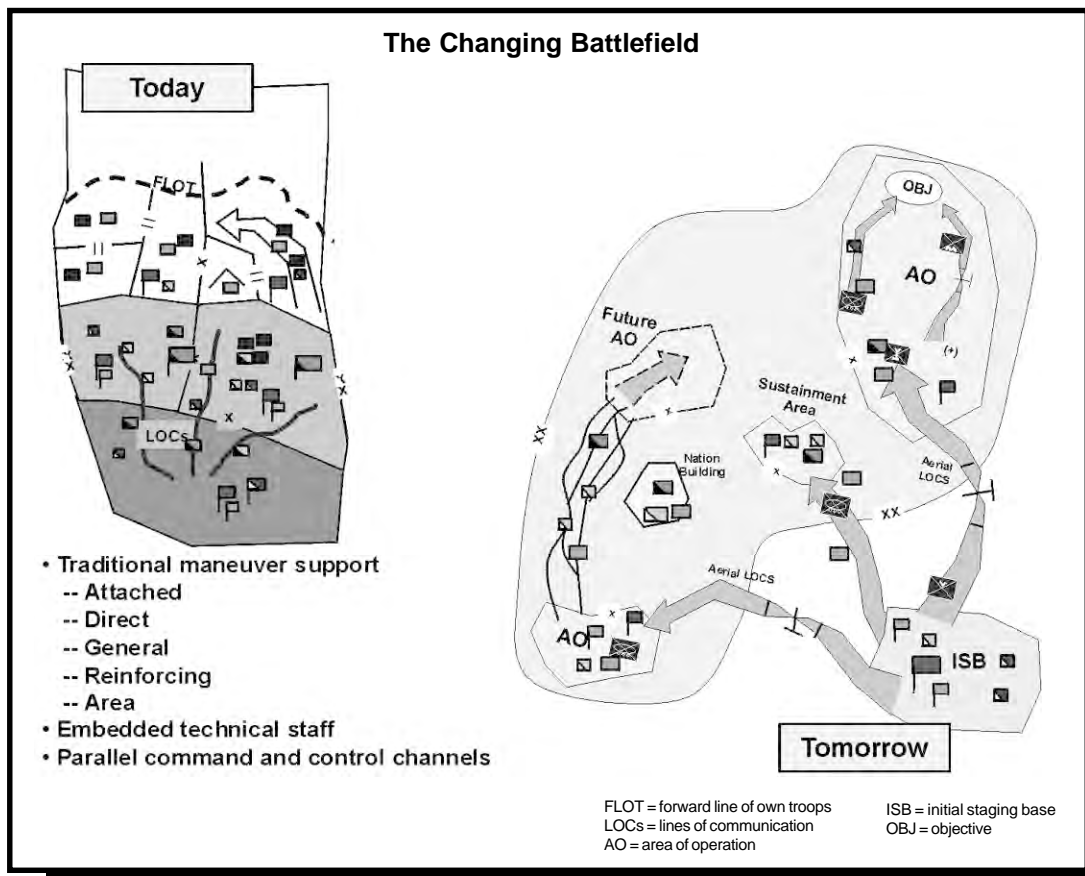 The Changing Battlefield
Today
FLOT
x
XX
XX
x
LOCs
• Traditional maneuver support
-- Attached
-- Direct
-- General
-- Reinforcing
-- Area
• Embedded technical staff
• Parallel command and control channels
OBJ
AO
Future
AO
x
(+)
Sustainment
Area
x
XX
Nation
Building
x
Aerial
LOCS
XX
Aerial LOCS
x
AO
ISB
Tomorrow
FLOT = forward line of own troops
LOCs = lines of communication
AO = area of operation
ISB = initial staging base
OBJ = objective